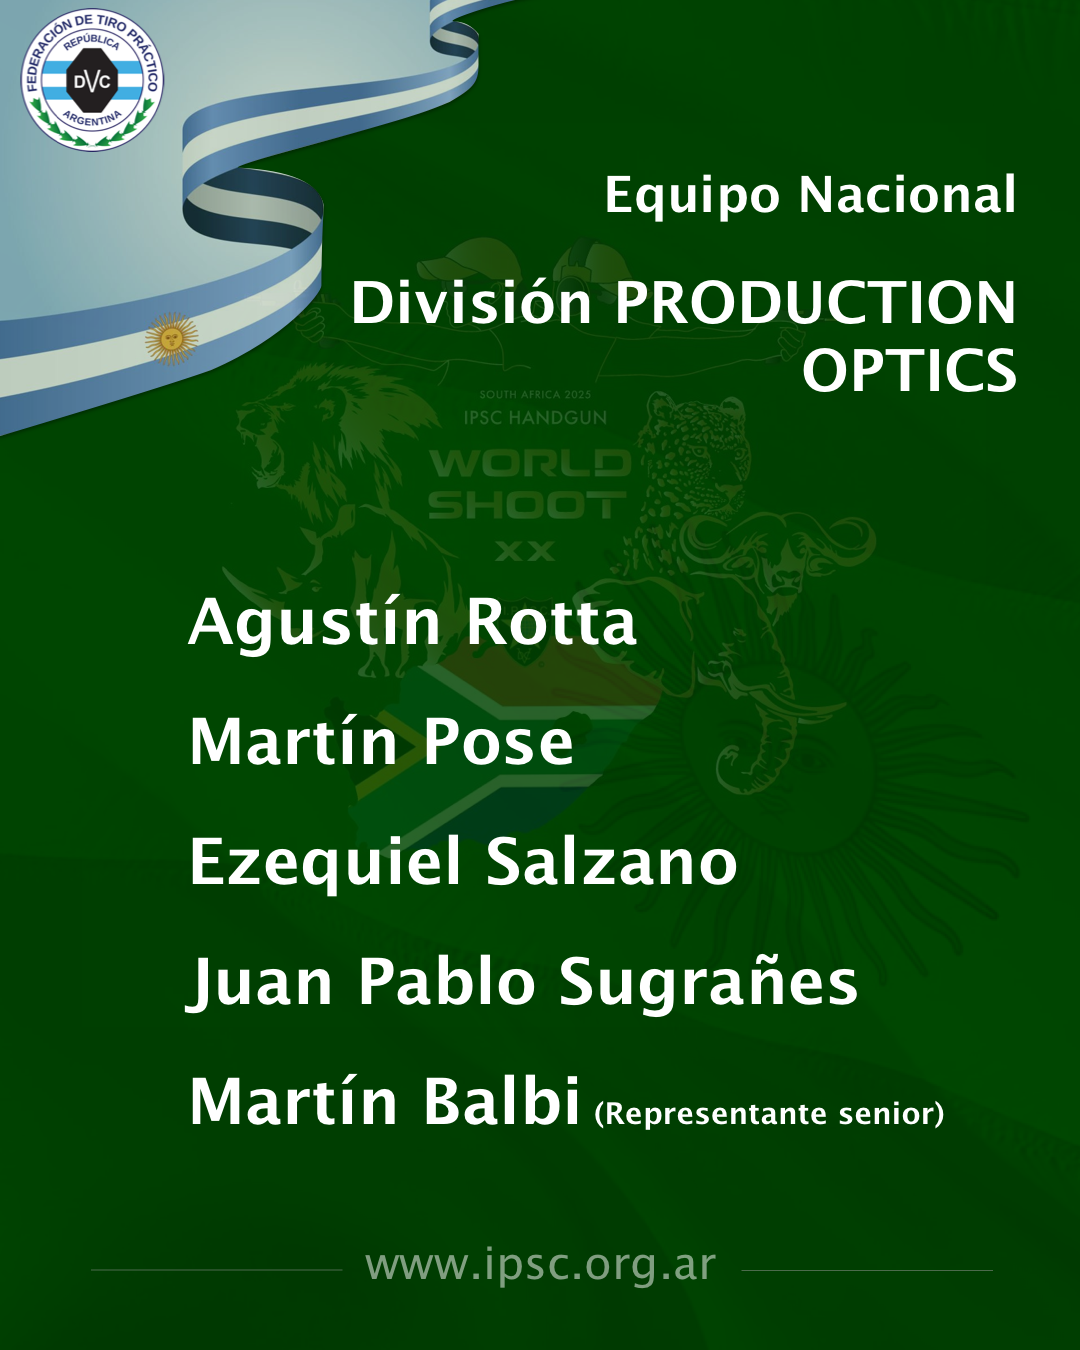 FEDERACIÓN DE TIRO PRÁCTICO
REPÚBLICA
DVC
ARGENTINA
Equipo Nacional
División PRODUCTION
OPTICS
SOUTH AFRICA 2025
IPSC HANDGUN
WORLD
SHOOT
XX
Agustín Rotta
Martín Pose
Ezequiel Salzano
Juan Pablo Sugrañes
Martín Balbi (Representante senior)
www.ipsc.org.ar